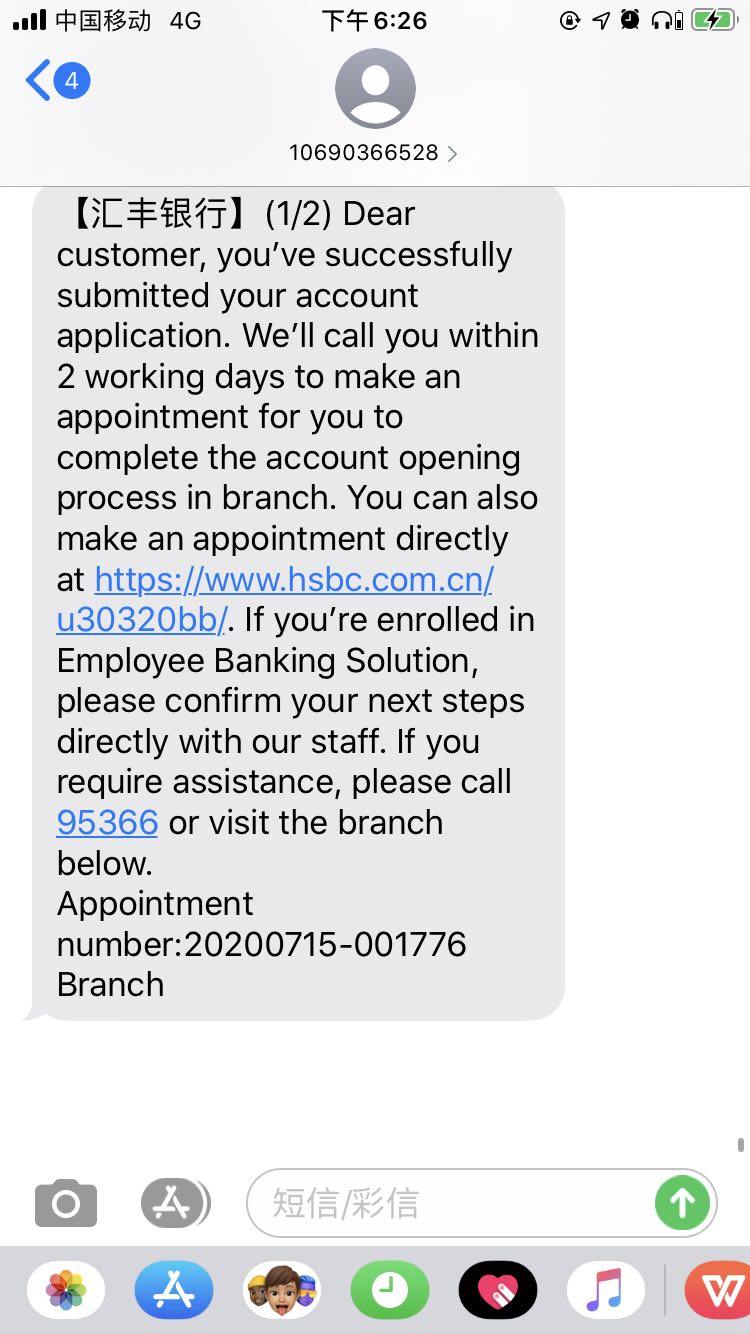 中国移动 4G 下午6:26
4
10690366528
【汇丰银行】(1/2) Dear
customer, you’ve successfully
submitted your account
application. We’ll call you within
2 working days to make an
appointment for you to
complete the account opening
process in branch. You can also
make an appointment directly
at https://www.hsbc.com.cn/
u30320bb/. If you’re enrolled in
Employee Banking Solution,
please confirm your next steps
directly with our staff. If you
require assistance, please call
95366 or visit the branch
below.
Appointment
number:20200715-001776
Branch
短信/彩信